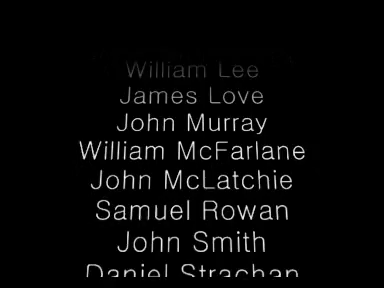 William Lee
James Love
John Murray
William McFarlane
John McLatchie
Samuel Rowan
John Smith
Daniel Strachan